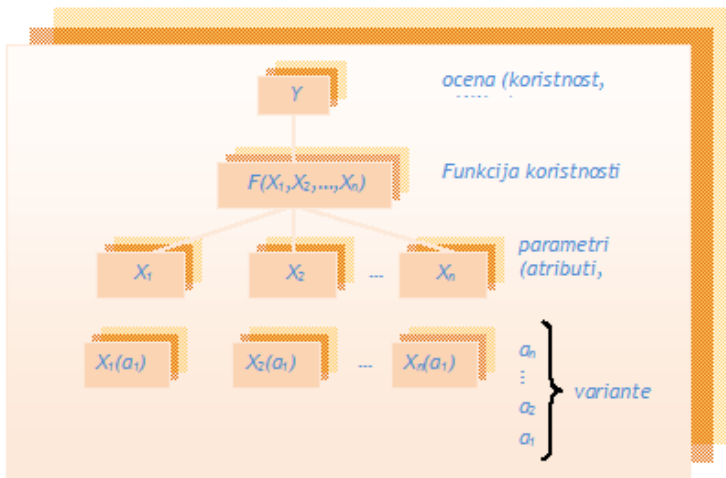 Y
ocena (koristnost,
F(X₁,X₂,...,Xₙ)
Funkcija koristnosti
X₁
X₂
...
Xₙ
parametri
(atributi,
X₁(a₁)
X₂(a₁)
...
Xₙ(a₁)
aₙ
⋮
a₂
a₁
variante